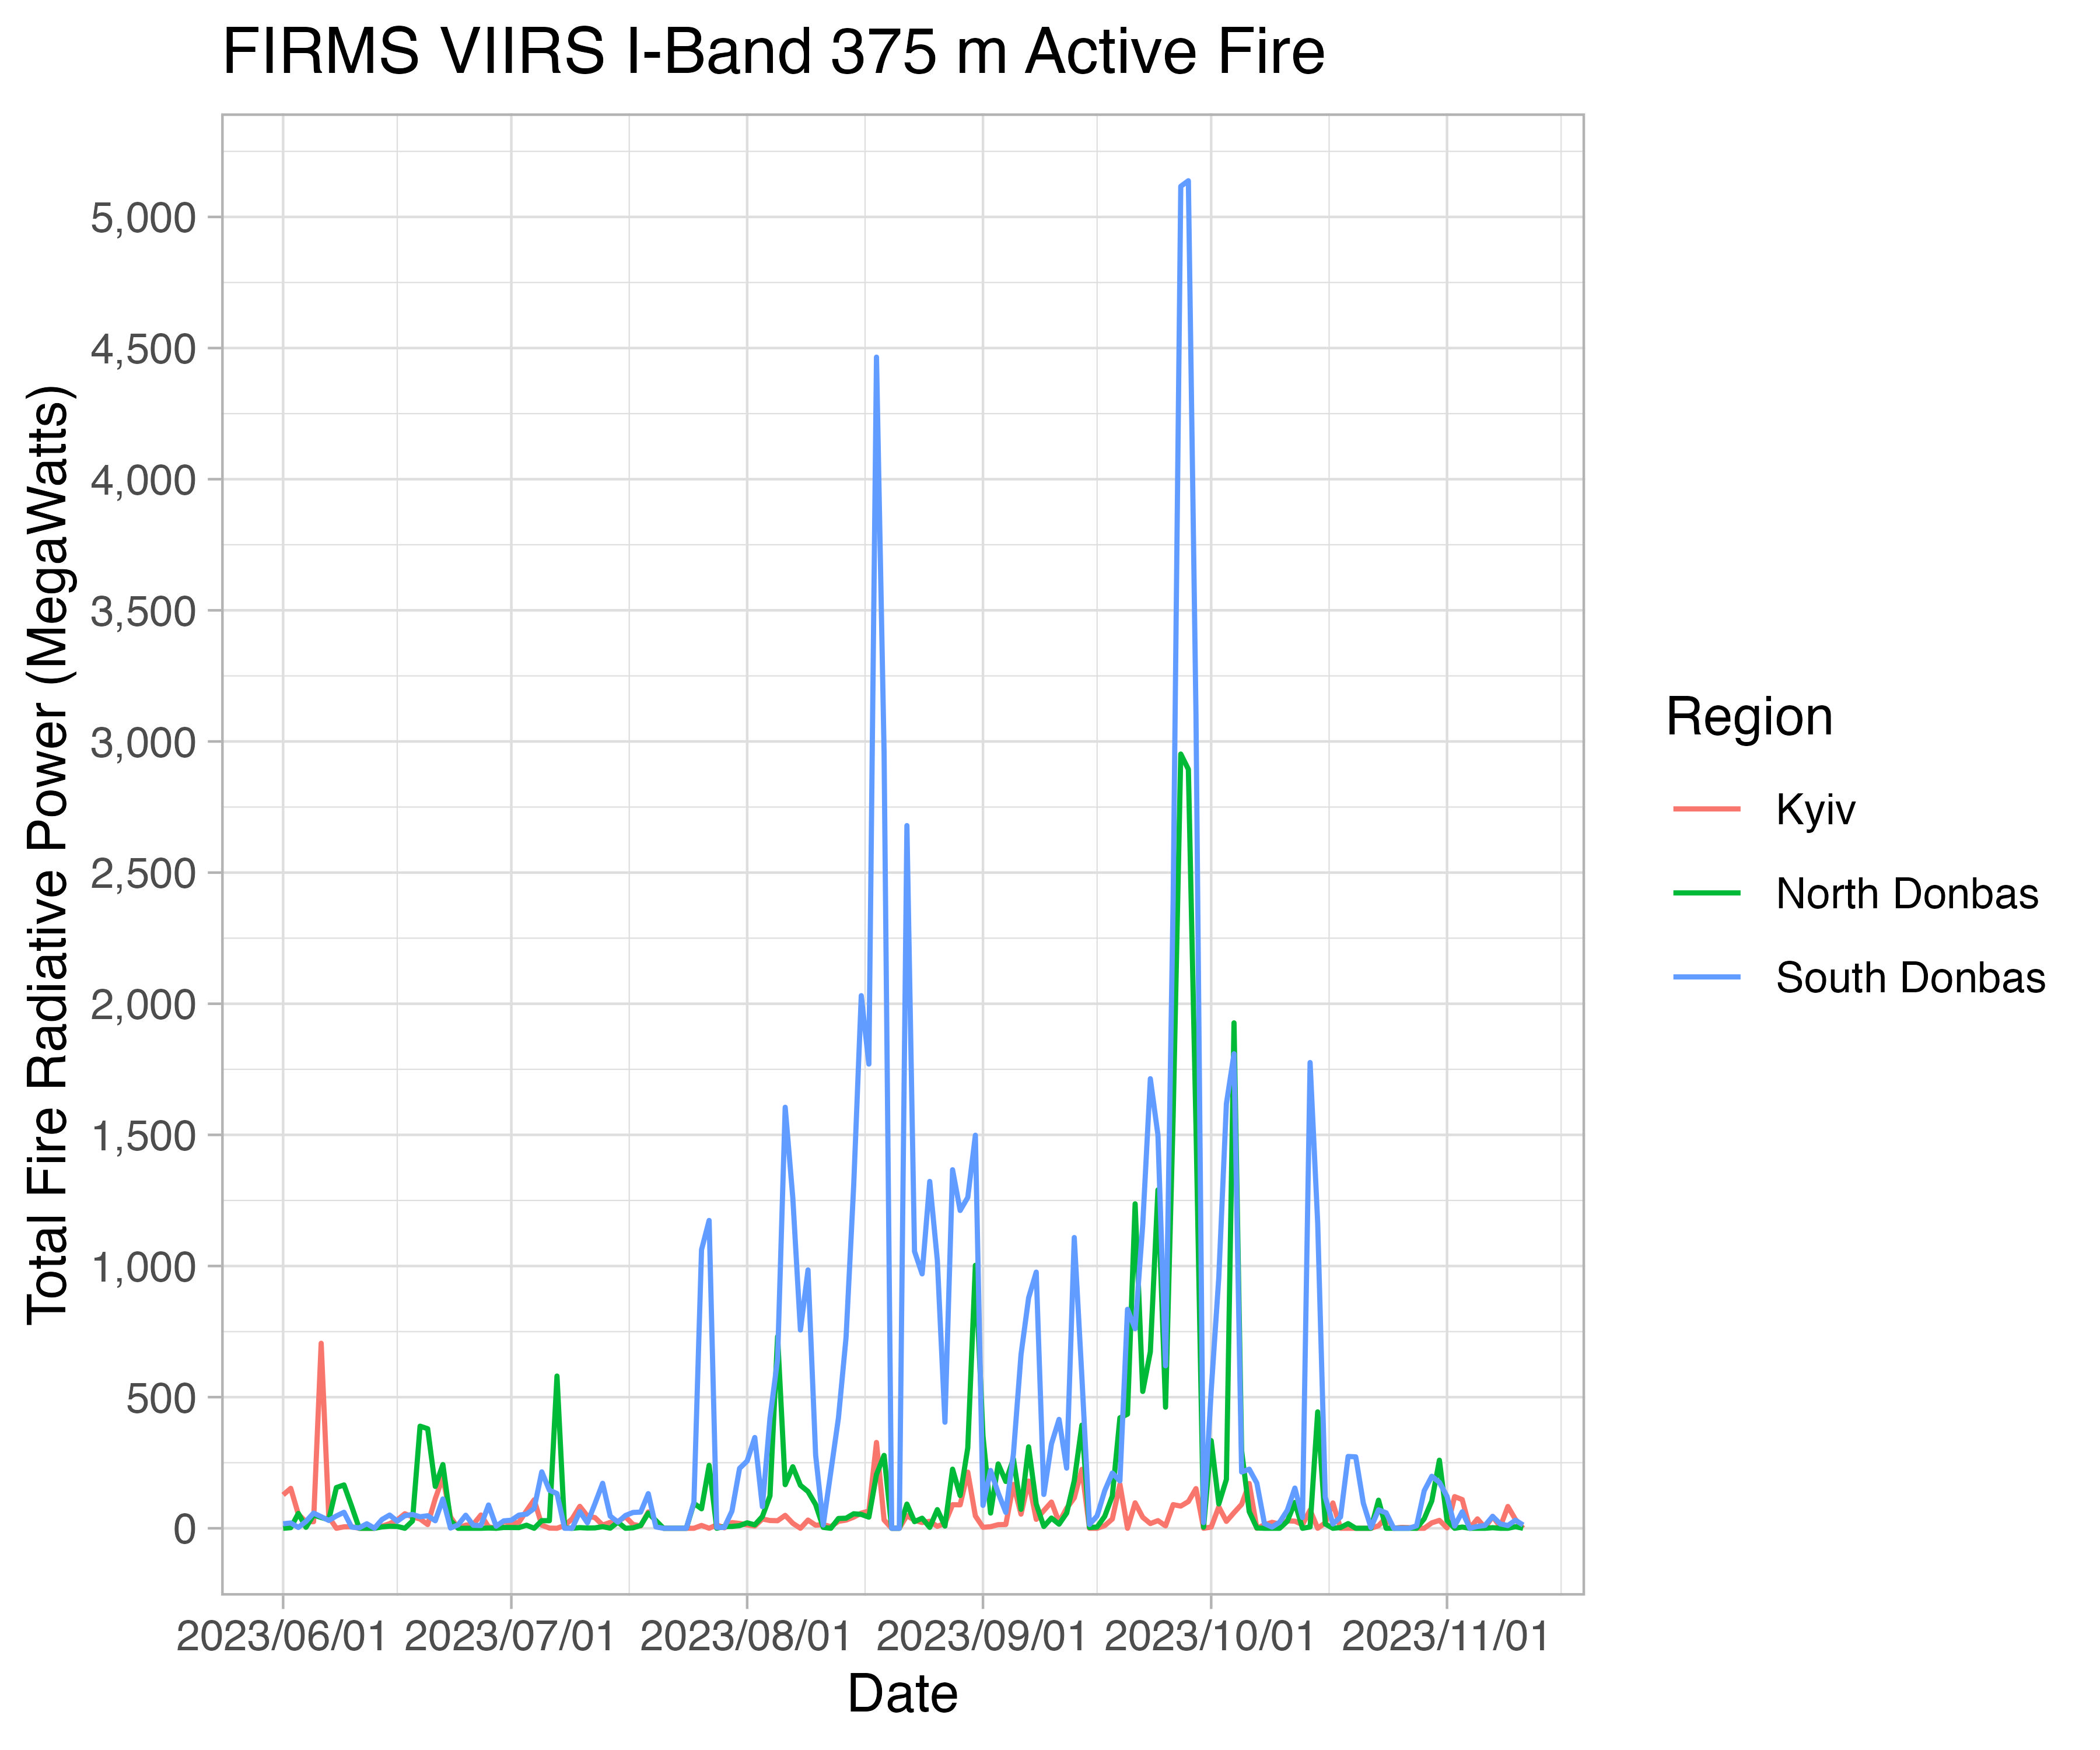 FIRMS VIIRS I-Band 375 m Active Fire
Total Fire Radiative Power (MegaWatts)
5,000
4,500
4,000
3,500
3,000
2,500
2,000
1,500
1,000
500
0
2023/06/01 2023/07/01 2023/08/01 2023/09/01 2023/10/01 2023/11/01
Date
Region
Kyiv
North Donbas
South Donbas